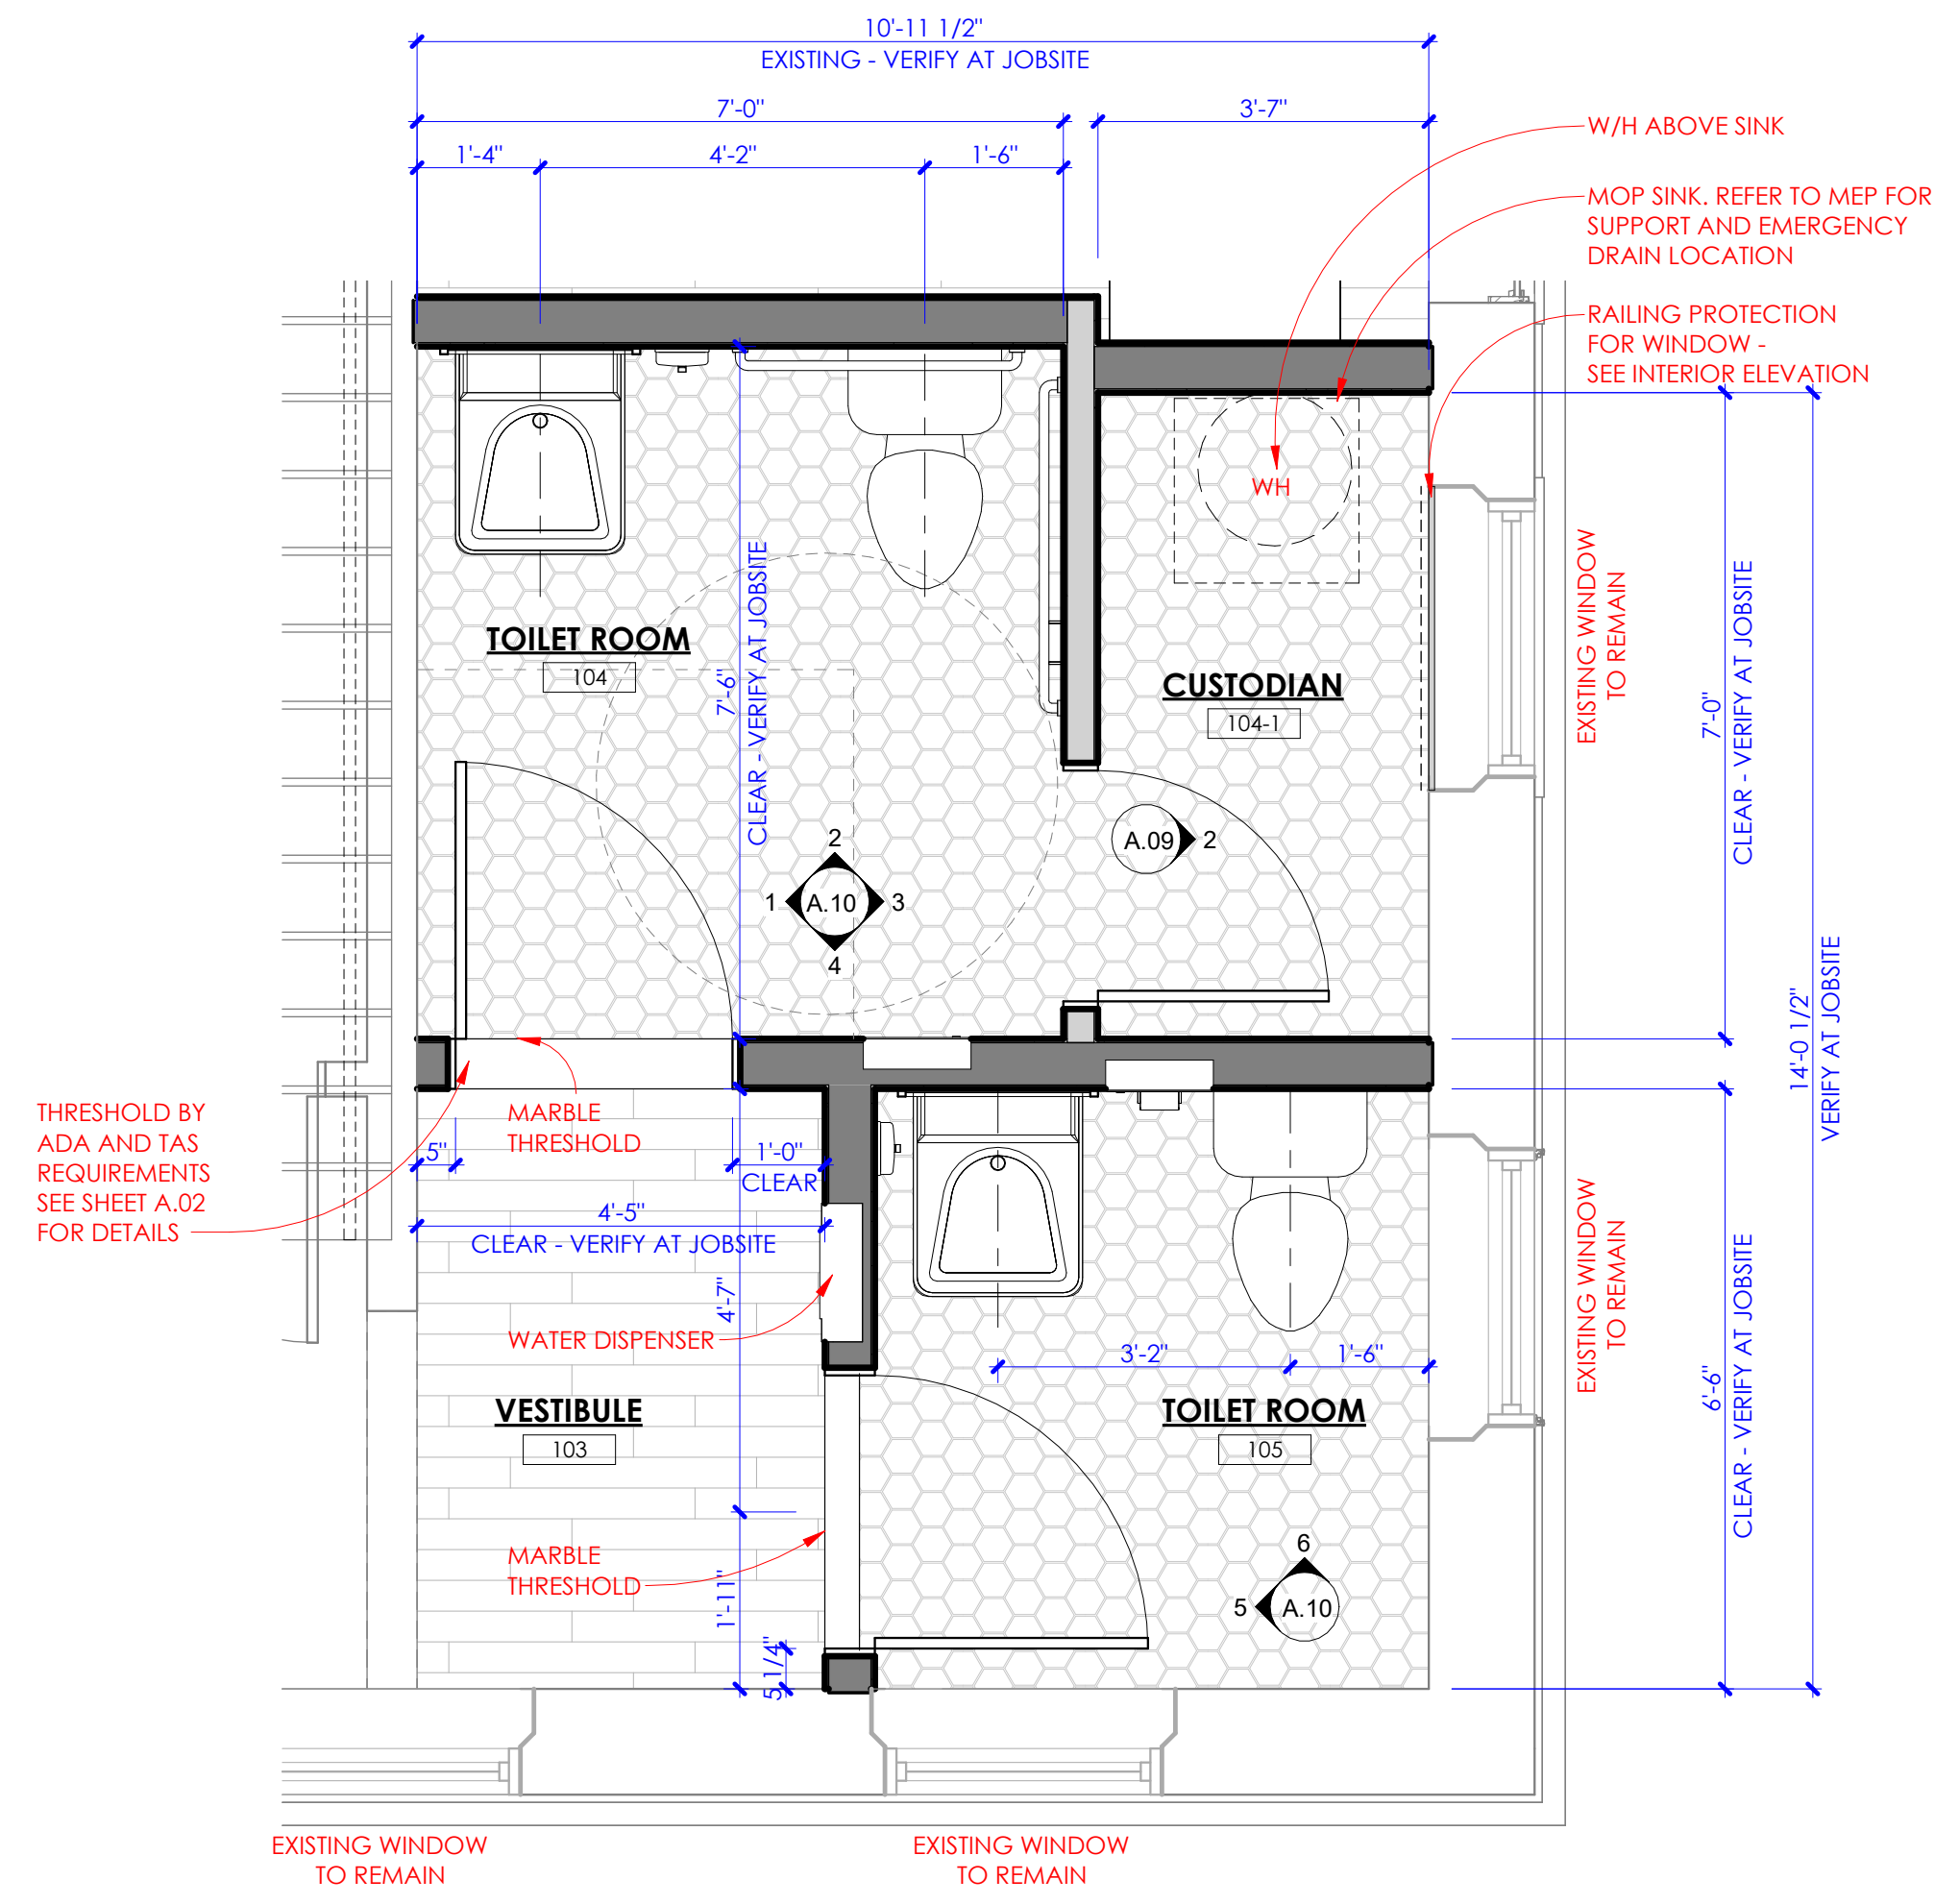 10'-11 1/2"
EXISTING - VERIFY AT JOBSITE
7'-0"
3'-7"
1'-4"
4'-2"
1'-6"
W/H ABOVE SINK
MOP SINK. REFER TO MEP FOR
SUPPORT AND EMERGENCY
DRAIN LOCATION
RAILING PROTECTION
FOR WINDOW -
SEE INTERIOR ELEVATION
WH
TOILET ROOM
104
7'-6"
CLEAR - VERIFY AT JOBSITE
CUSTODIAN
104-1
EXISTING WINDOW
TO REMAIN
7'-0"
CLEAR - VERIFY AT JOBSITE
2
1
A.10
3
4
A.09
2
14'-0 1/2"
VERIFY AT JOBSITE
THRESHOLD BY
ADA AND TAS
REQUIREMENTS
SEE SHEET A.02
FOR DETAILS
MARBLE
THRESHOLD
5"
1'-0"
CLEAR
4'-5"
CLEAR - VERIFY AT JOBSITE
4'-7"
WATER DISPENSER
3'-2"
1'-6"
EXISTING WINDOW
TO REMAIN
6'-6"
CLEAR - VERIFY AT JOBSITE
VESTIBULE
103
TOILET ROOM
105
MARBLE
THRESHOLD
1'-11"
5 1/4"
6
5
A.10
EXISTING WINDOW
TO REMAIN
EXISTING WINDOW
TO REMAIN